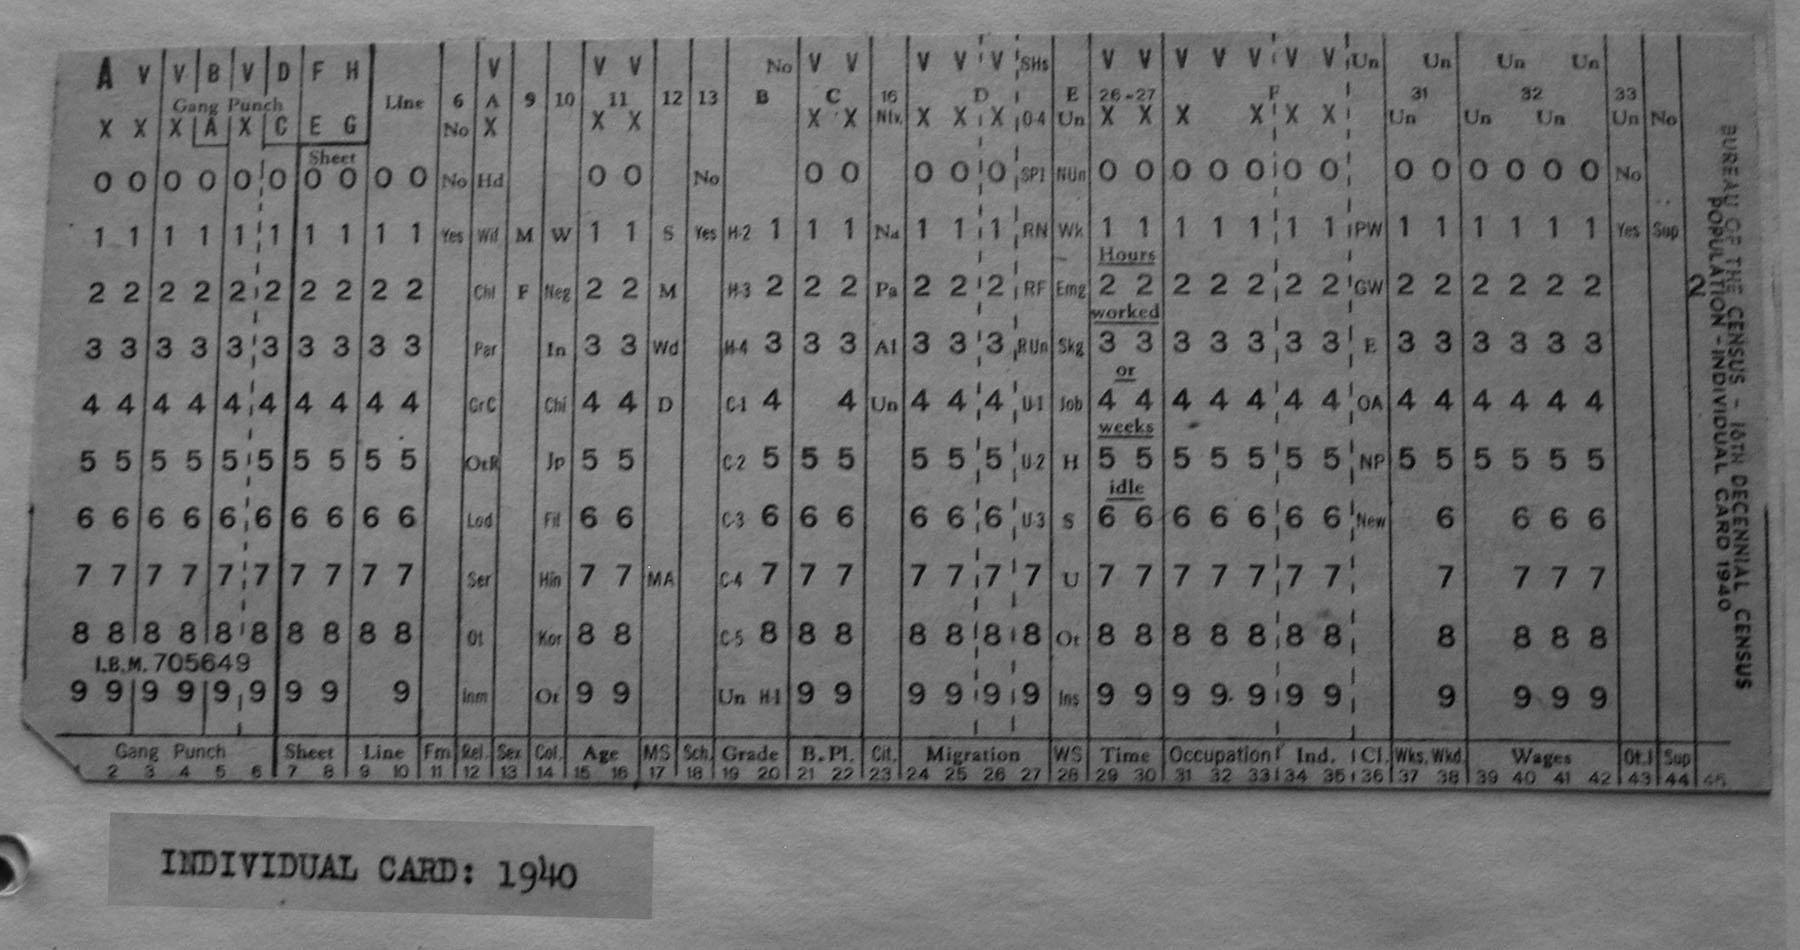 A V V B V D F H V V V No V V V V V SHs V V V V V V V Un Un Un Un
Gang Punch Line 6 A 9 10 11 12 13 B C 16 D E 26-27 F 31 32 33
X X X A X C E G No X X X X X Ntv. X X X 0-4 Un X X X X X X Un Un Un Un No
Sheet
0 0 0 0 0 0 0 0 0 0 No Hd 0 0 No 0 0 0 0 0 SP1 NUn 0 0 0 0 0 0 0 0 0 0 0 0 0 No
1 1 1 1 1 1 1 1 1 1 Yes Wif M W 1 1 S Yes H-2 1 1 1 Na 1 1 1 RN Wk 1 1 1 1 1 1 1 PW 1 1 1 1 1 1 Yes Sup
Hours
2 2 2 2 2 2 2 2 2 2 Chl F Neg 2 2 M H-3 2 2 2 Pa 2 2 2 RF Emg 2 2 2 2 2 2 2 GW 2 2 2 2 2 2
worked
3 3 3 3 3 3 3 3 3 3 Par In 3 3 Wd H-4 3 3 3 Al 3 3 3 RUn Skg 3 3 3 3 3 3 3 E 3 3 3 3 3 3
or
4 4 4 4 4 4 4 4 4 4 GrC Chi 4 4 D C-1 4 4 Un 4 4 4 U-1 Job 4 4 4 4 4 4 4 OA 4 4 4 4 4 4
weeks
5 5 5 5 5 5 5 5 5 5 OtR Jp 5 5 C-2 5 5 5 5 5 5 U-2 H 5 5 5 5 5 5 5 NP 5 5 5 5 5 5
idle
6 6 6 6 6 6 6 6 6 6 Lod Fil 6 6 C-3 6 6 6 6 6 6 U-3 S 6 6 6 6 6 6 6 New 6 6 6 6
7 7 7 7 7 7 7 7 7 7 Ser Hin 7 7 MA C-4 7 7 7 7 7 7 7 U 7 7 7 7 7 7 7 7 7 7 7
8 8 8 8 8 8 8 8 8 8 Ot Kor 8 8 C-5 8 8 8 8 8 8 8 Ot 8 8 8 8 8 8 8 8 8 8 8
I.B.M. 705649
9 9 9 9 9 9 9 9 9 Inm Ot 9 9 Un H-1 9 9 9 9 9 9 Ins 9 9 9 9 9 9 9 9 9 9 9
Gang Punch Sheet Line Fm Rel. Sex Col. Age MS Sch. Grade B. Pl. Cit. Migration WS Time Occupation Ind. Cl. Wks. Wkd. Wages Ot.I Sup
2 3 4 5 6 7 8 9 10 11 12 13 14 15 16 17 18 19 20 21 22 23 24 25 26 27 28 29 30 31 32 33 34 35 36 37 38 39 40 41 42 43 44 45
BUREAU OF THE CENSUS - 16TH DECENNIAL CENSUS
POPULATION - INDIVIDUAL CARD 1940
2
INDIVIDUAL CARD: 1940